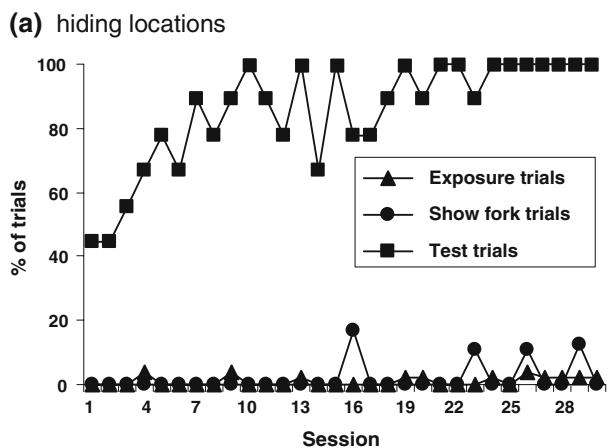 (a) hiding locations
100
80
60
40
20
0
% of trials
Exposure trials
Show fork trials
Test trials
1 4 7 10 13 16 19 22 25 28
Session